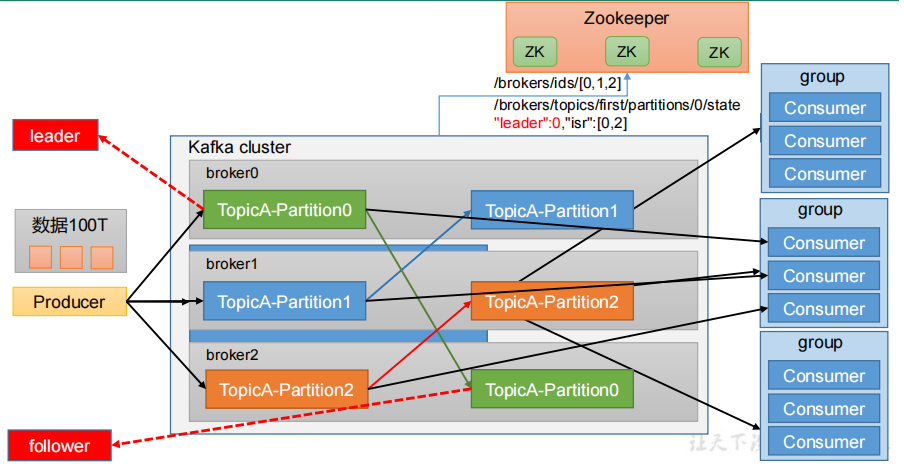 Zookeeper
ZK
ZK
ZK
/brokers/ids/[0,1,2]
/brokers/topics/first/partitions/0/state
"leader":0,"isr":[0,2]
leader
数据100T
Producer
follower
Kafka cluster
broker0
TopicA-Partition0
TopicA-Partition1
broker1
TopicA-Partition1
TopicA-Partition2
broker2
TopicA-Partition2
TopicA-Partition0
group
Consumer
Consumer
Consumer
group
Consumer
Consumer
Consumer
group
Consumer
Consumer
Consumer
让天下